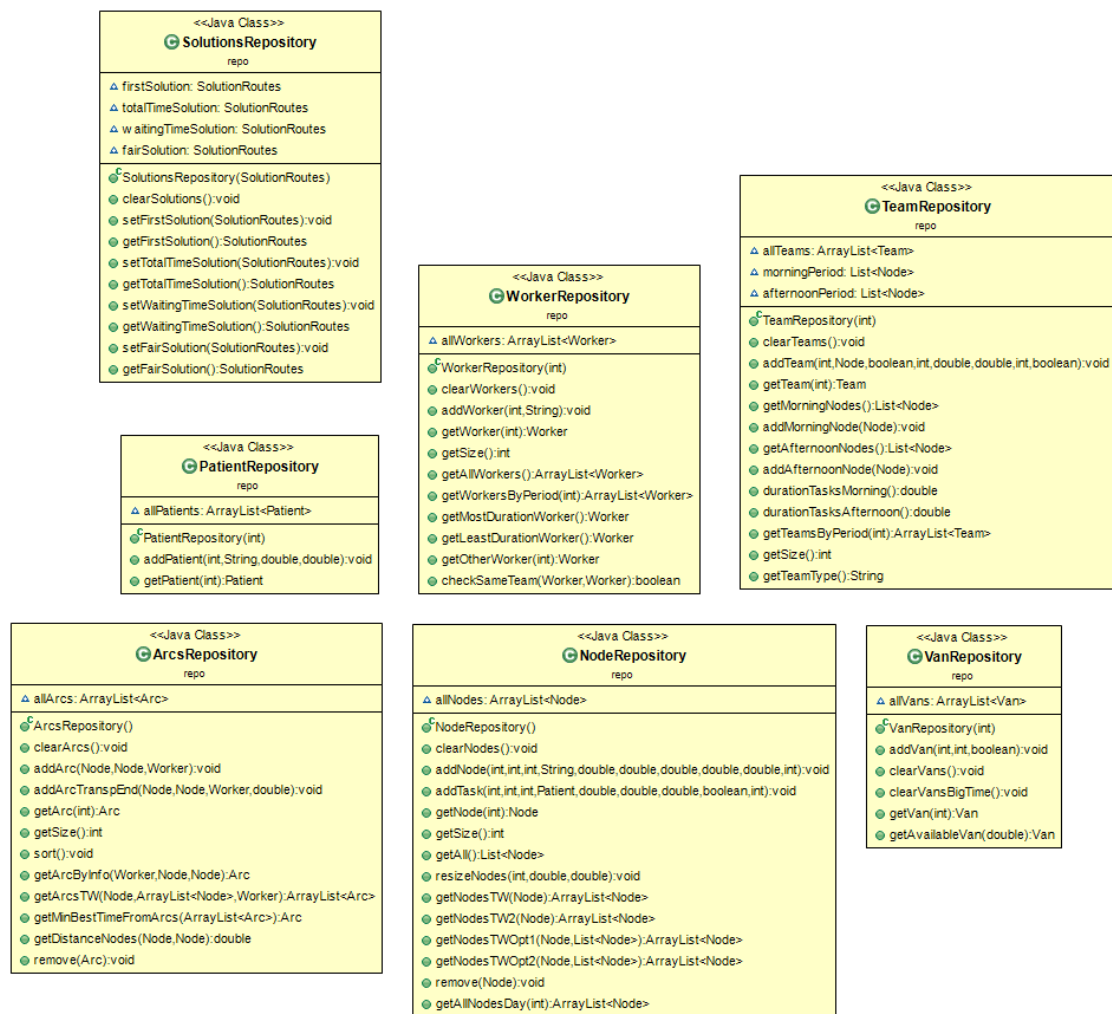 <<Java Class>>
SolutionsRepository
repo
firstSolution: SolutionRoutes
totalTimeSolution: SolutionRoutes
waitingTimeSolution: SolutionRoutes
fairSolution: SolutionRoutes
SolutionsRepository(SolutionRoutes)
clearSolutions():void
setFirstSolution(SolutionRoutes):void
getFirstSolution():SolutionRoutes
setTotalTimeSolution(SolutionRoutes):void
getTotalTimeSolution():SolutionRoutes
setWaitingTimeSolution(SolutionRoutes):void
getWaitingTimeSolution():SolutionRoutes
setFairSolution(SolutionRoutes):void
getFairSolution():SolutionRoutes
<<Java Class>>
TeamRepository
repo
allTeams: ArrayList<Team>
morningPeriod: List<Node>
afternoonPeriod: List<Node>
TeamRepository(int)
clearTeams():void
addTeam(int,Node,boolean,int,double,double,int,boolean):void
getTeam(int):Team
getMorningNodes():List<Node>
addMorningNode(Node):void
getAfternoonNodes():List<Node>
addAfternoonNode(Node):void
durationTasksMorning():double
durationTasksAfternoon():double
getTeamsByPeriod(int):ArrayList<Team>
getSize():int
getTeamType():String
<<Java Class>>
WorkerRepository
repo
allWorkers: ArrayList<Worker>
WorkerRepository(int)
clearWorkers():void
addWorker(int,String):void
getWorker(int):Worker
getSize():int
getAllWorkers():ArrayList<Worker>
getWorkersByPeriod(int):ArrayList<Worker>
getMostDurationWorker():Worker
getLeastDurationWorker():Worker
getOtherWorker(int):Worker
checkSameTeam(Worker,Worker):boolean
<<Java Class>>
PatientRepository
repo
allPatients: ArrayList<Patient>
PatientRepository(int)
addPatient(int,String,double,double):void
getPatient(int):Patient
<<Java Class>>
ArcsRepository
repo
allArcs: ArrayList<Arc>
ArcsRepository()
clearArcs():void
addArc(Node,Node,Worker):void
addArcTranspEnd(Node,Node,Worker,double):void
getArc(int):Arc
getSize():int
sort():void
getArcByInfo(Worker,Node,Node):Arc
getArcsTW(Node,ArrayList<Node>,Worker):ArrayList<Arc>
getMinBestTimeFromArcs(ArrayList<Arc>):Arc
getDistanceNodes(Node,Node):double
remove(Arc):void
<<Java Class>>
NodeRepository
repo
allNodes: ArrayList<Node>
NodeRepository()
clearNodes():void
addNode(int,int,int,String,double,double,double,double,double,int):void
addTask(int,int,int,Patient,double,double,double,boolean,int):void
getNode(int):Node
getSize():int
getAll():List<Node>
resizeNodes(int,double,double):void
getNodesTW(Node):ArrayList<Node>
getNodesTW2(Node):ArrayList<Node>
getNodesTWOpt1(Node,List<Node>):ArrayList<Node>
getNodesTWOpt2(Node,List<Node>):ArrayList<Node>
remove(Node):void
getAllNodesDay(int):ArrayList<Node>
<<Java Class>>
VanRepository
repo
allVans: ArrayList<Van>
VanRepository(int)
addVan(int,int,boolean):void
clearVans():void
clearVansBigTime():void
getVan(int):Van
getAvailableVan(double):Van